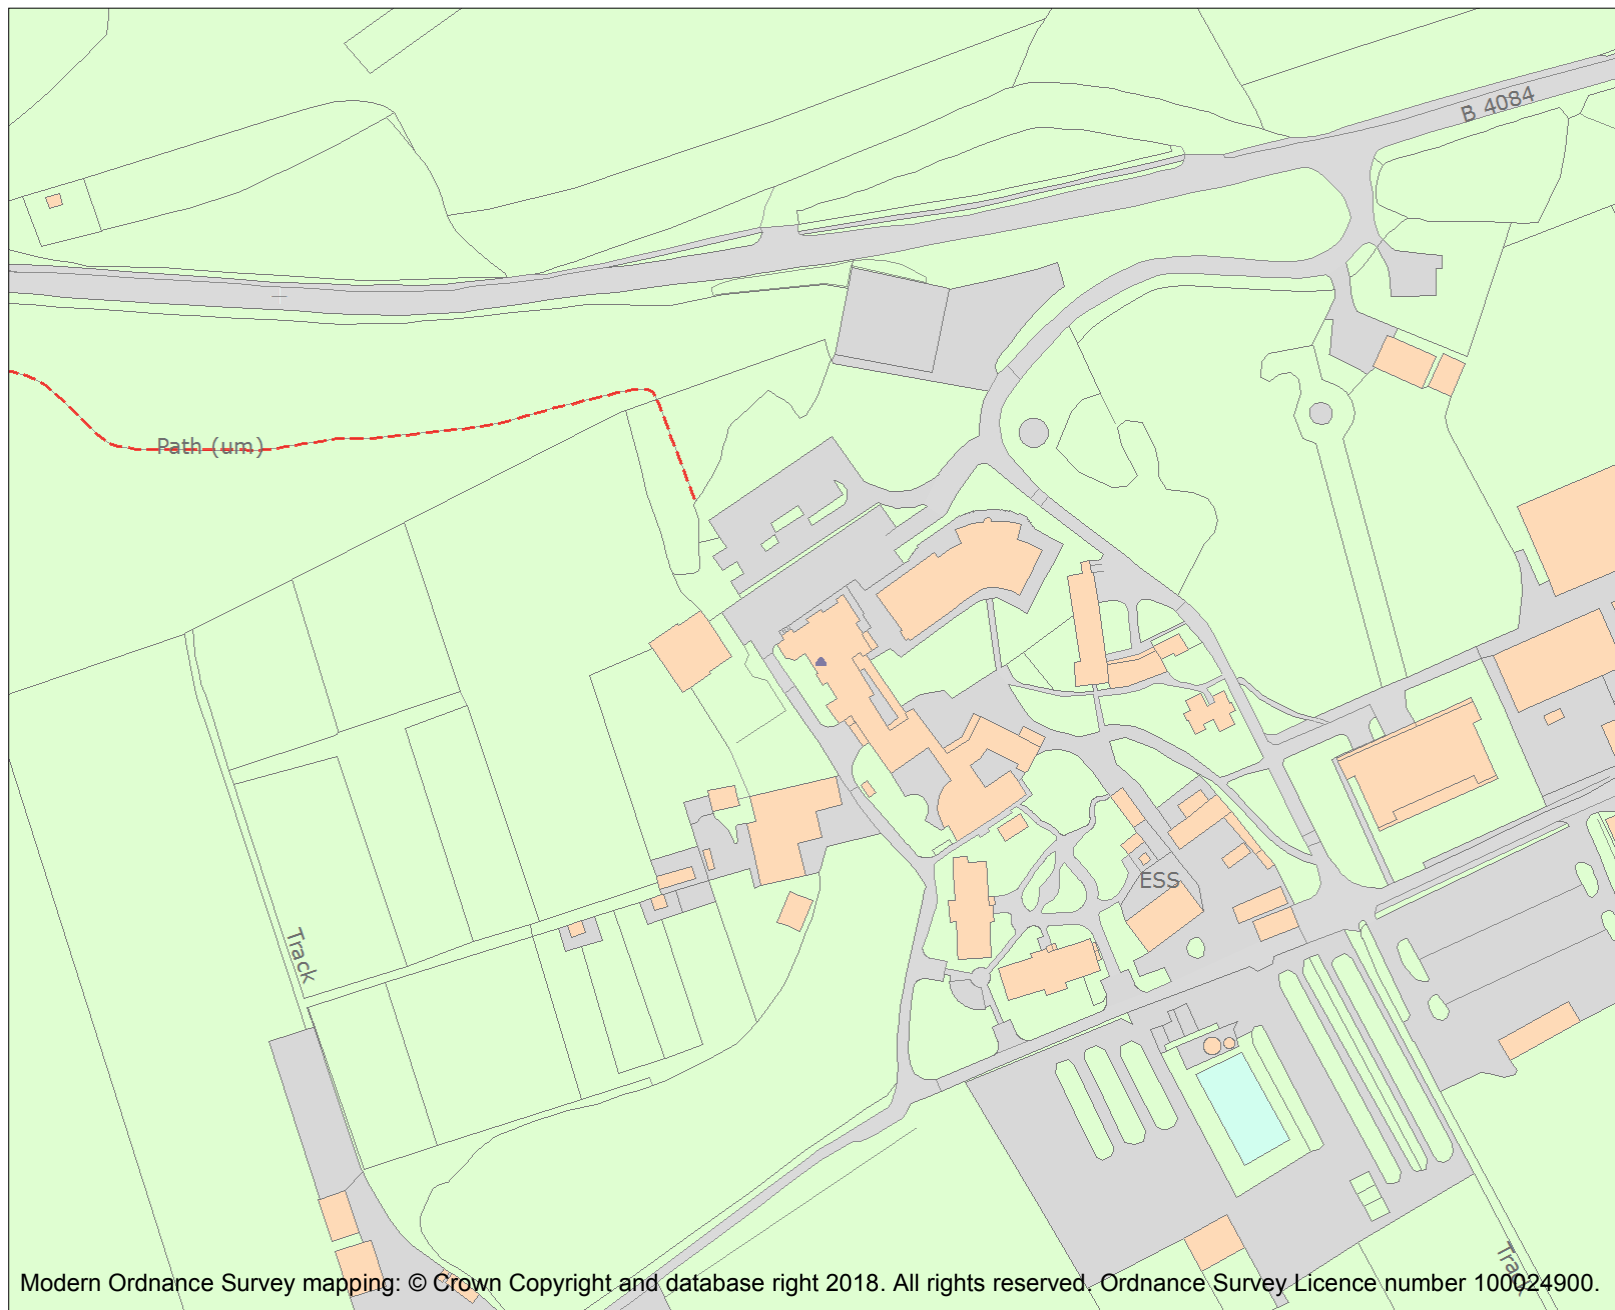 B 4084
Path (um)
ESS
Track
Track
Modern Ordnance Survey mapping: © Crown Copyright and database right 2018. All rights reserved. Ordnance Survey Licence number 100024900.